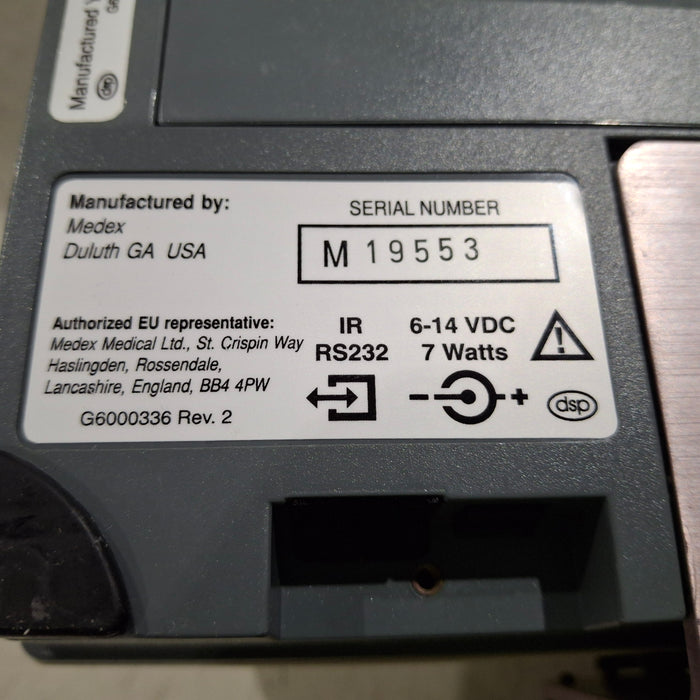 Manufactured
dsp
Manufactured by:
Medex
Duluth GA USA
SERIAL NUMBER
M 19553
Authorized EU representative:
Medex Medical Ltd., St. Crispin Way
Haslingden, Rossendale,
Lancashire, England, BB4 4PW
G6000336 Rev. 2
IR
RS232
6-14 VDC
7 Watts
- +
dsp